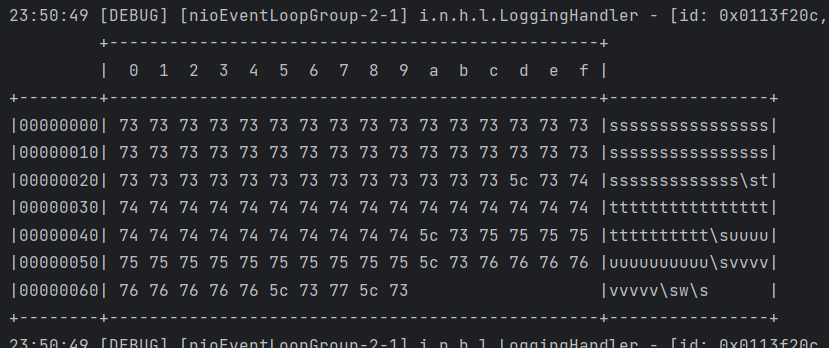 23:50:49 [DEBUG] [nioEventLoopGroup-2-1] i.n.h.l.LoggingHandler - [id: 0x0113f20c,
         +-------------------------------------------------+
         |  0  1  2  3  4  5  6  7  8  9  a  b  c  d  e  f |
+--------+-------------------------------------------------+----------------+
|00000000| 73 73 73 73 73 73 73 73 73 73 73 73 73 73 73 73 |ssssssssssssssss|
|00000010| 73 73 73 73 73 73 73 73 73 73 73 73 73 73 73 73 |ssssssssssssssss|
|00000020| 73 73 73 73 73 73 73 73 73 73 73 73 73 5c 73 74 |sssssssssssss\st|
|00000030| 74 74 74 74 74 74 74 74 74 74 74 74 74 74 74 74 |tttttttttttttttt|
|00000040| 74 74 74 74 74 74 74 74 74 74 5c 73 75 75 75 75 |tttttttttt\suuuu|
|00000050| 75 75 75 75 75 75 75 75 75 75 5c 73 76 76 76 76 |uuuuuuuuuu\svvvv|
|00000060| 76 76 76 76 76 5c 73 77 5c 73                   |vvvvv\sw\s      |
+--------+-------------------------------------------------+----------------+
23:50:49 [DEBUG] [nioEventLoopGroup-2-1] i.n.h.l.LoggingHandler - [id: 0x0113f20c